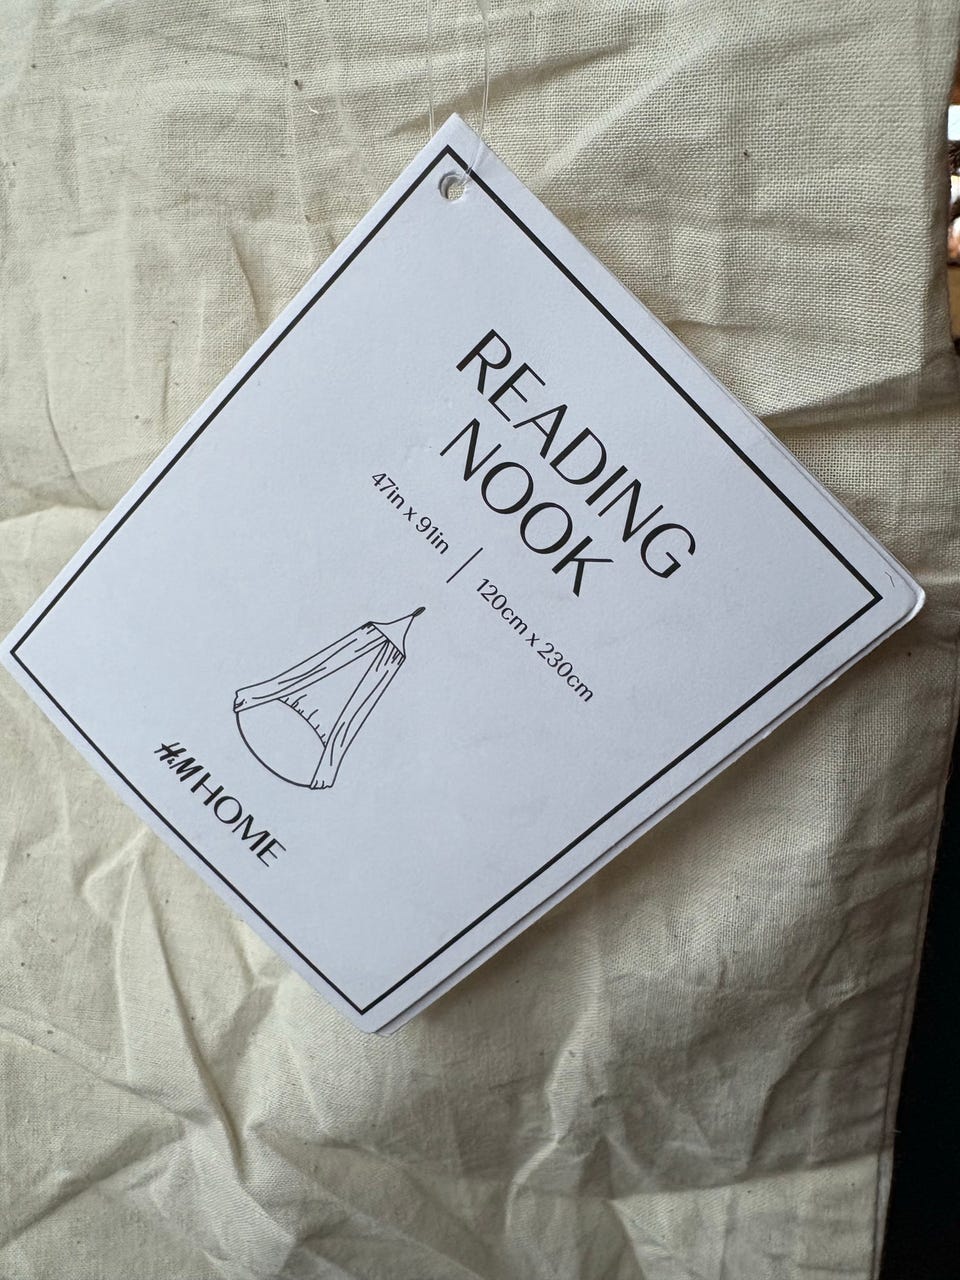 READING
NOOK
47in x 91in | 120cm x 230cm
H&M HOME